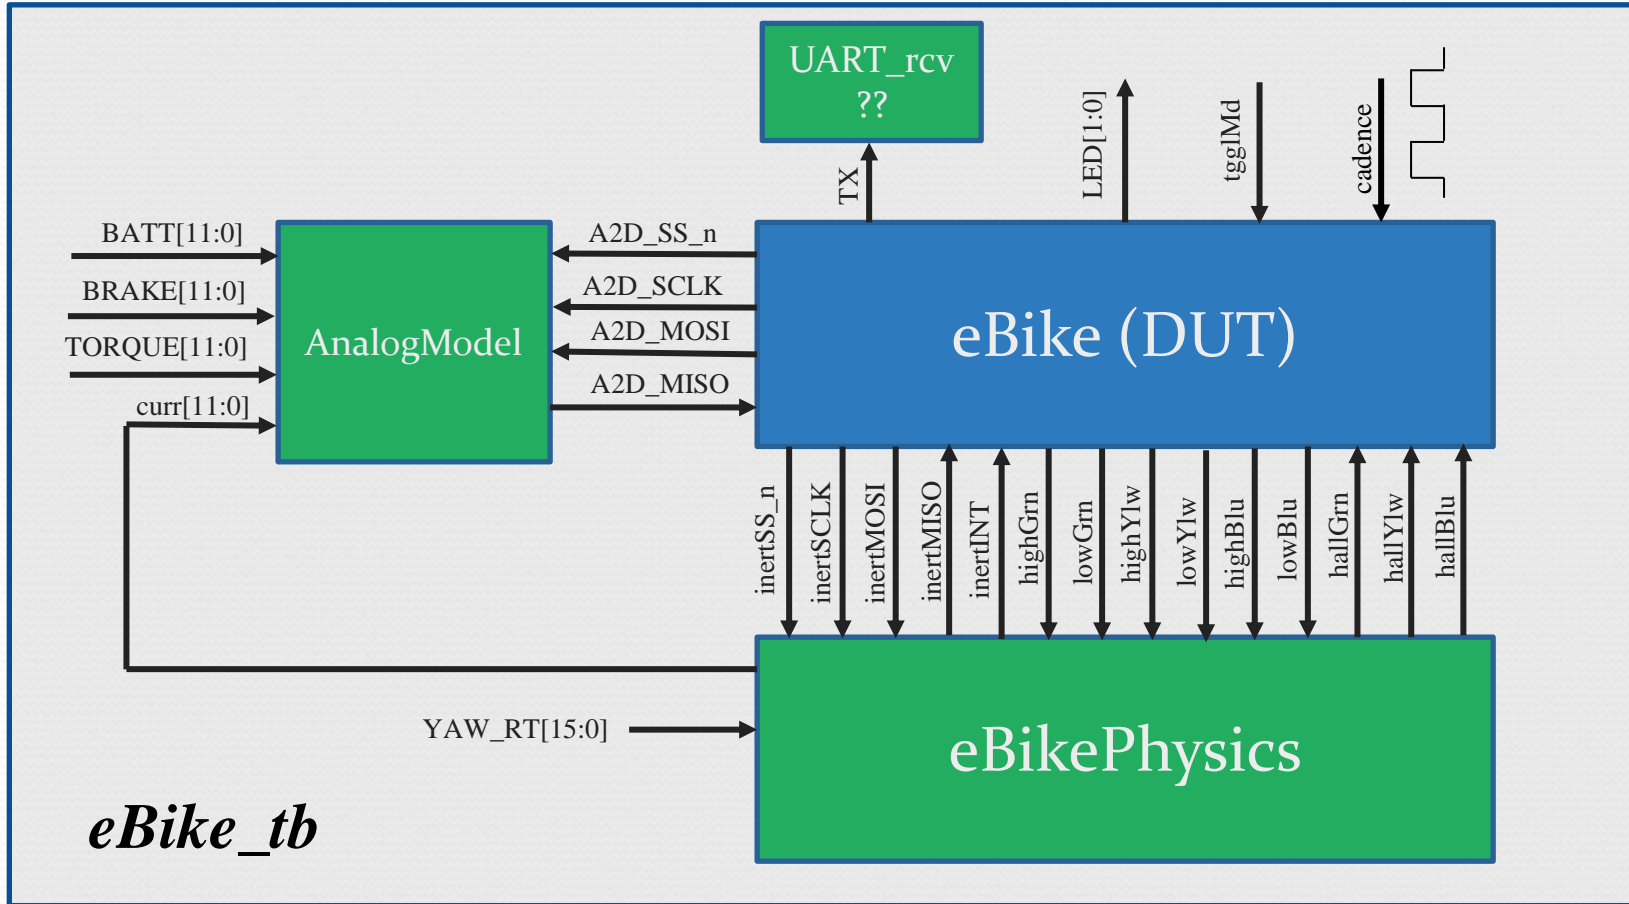 UART_rcv
??
TX
LED[1:0]
tgglMd
cadence
BATT[11:0]
BRAKE[11:0]
TORQUE[11:0]
curr[11:0]
AnalogModel
A2D_SS_n
A2D_SCLK
A2D_MOSI
A2D_MISO
eBike (DUT)
inertSS_n
inertSCLK
inertMOSI
inertMISO
inertINT
highGrn
lowGrn
highYlw
lowYlw
highBlu
lowBlu
hallGrn
hallYlw
hallBlu
YAW_RT[15:0]
eBikePhysics
eBike_tb